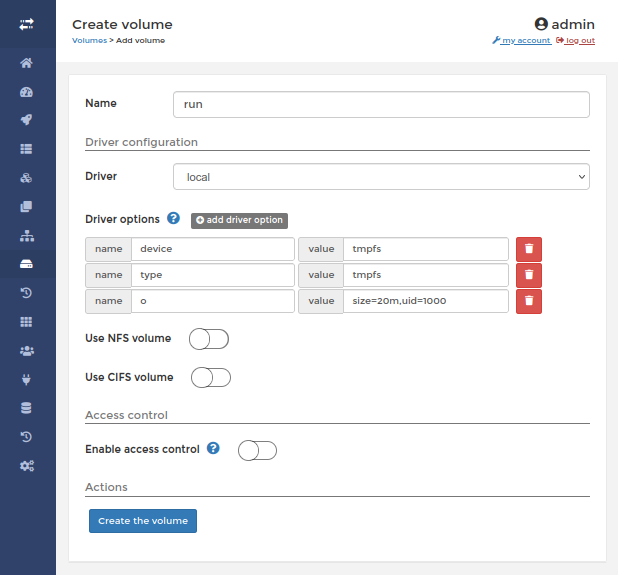 Create volume
admin
Volumes > Add volume
my account log out
Name run
Driver configuration
Driver local
Driver options add driver option
name device value tmpfs
name type value tmpfs
name o value size=20m,uid=1000
Use NFS volume
Use CIFS volume
Access control
Enable access control
Actions
Create the volume